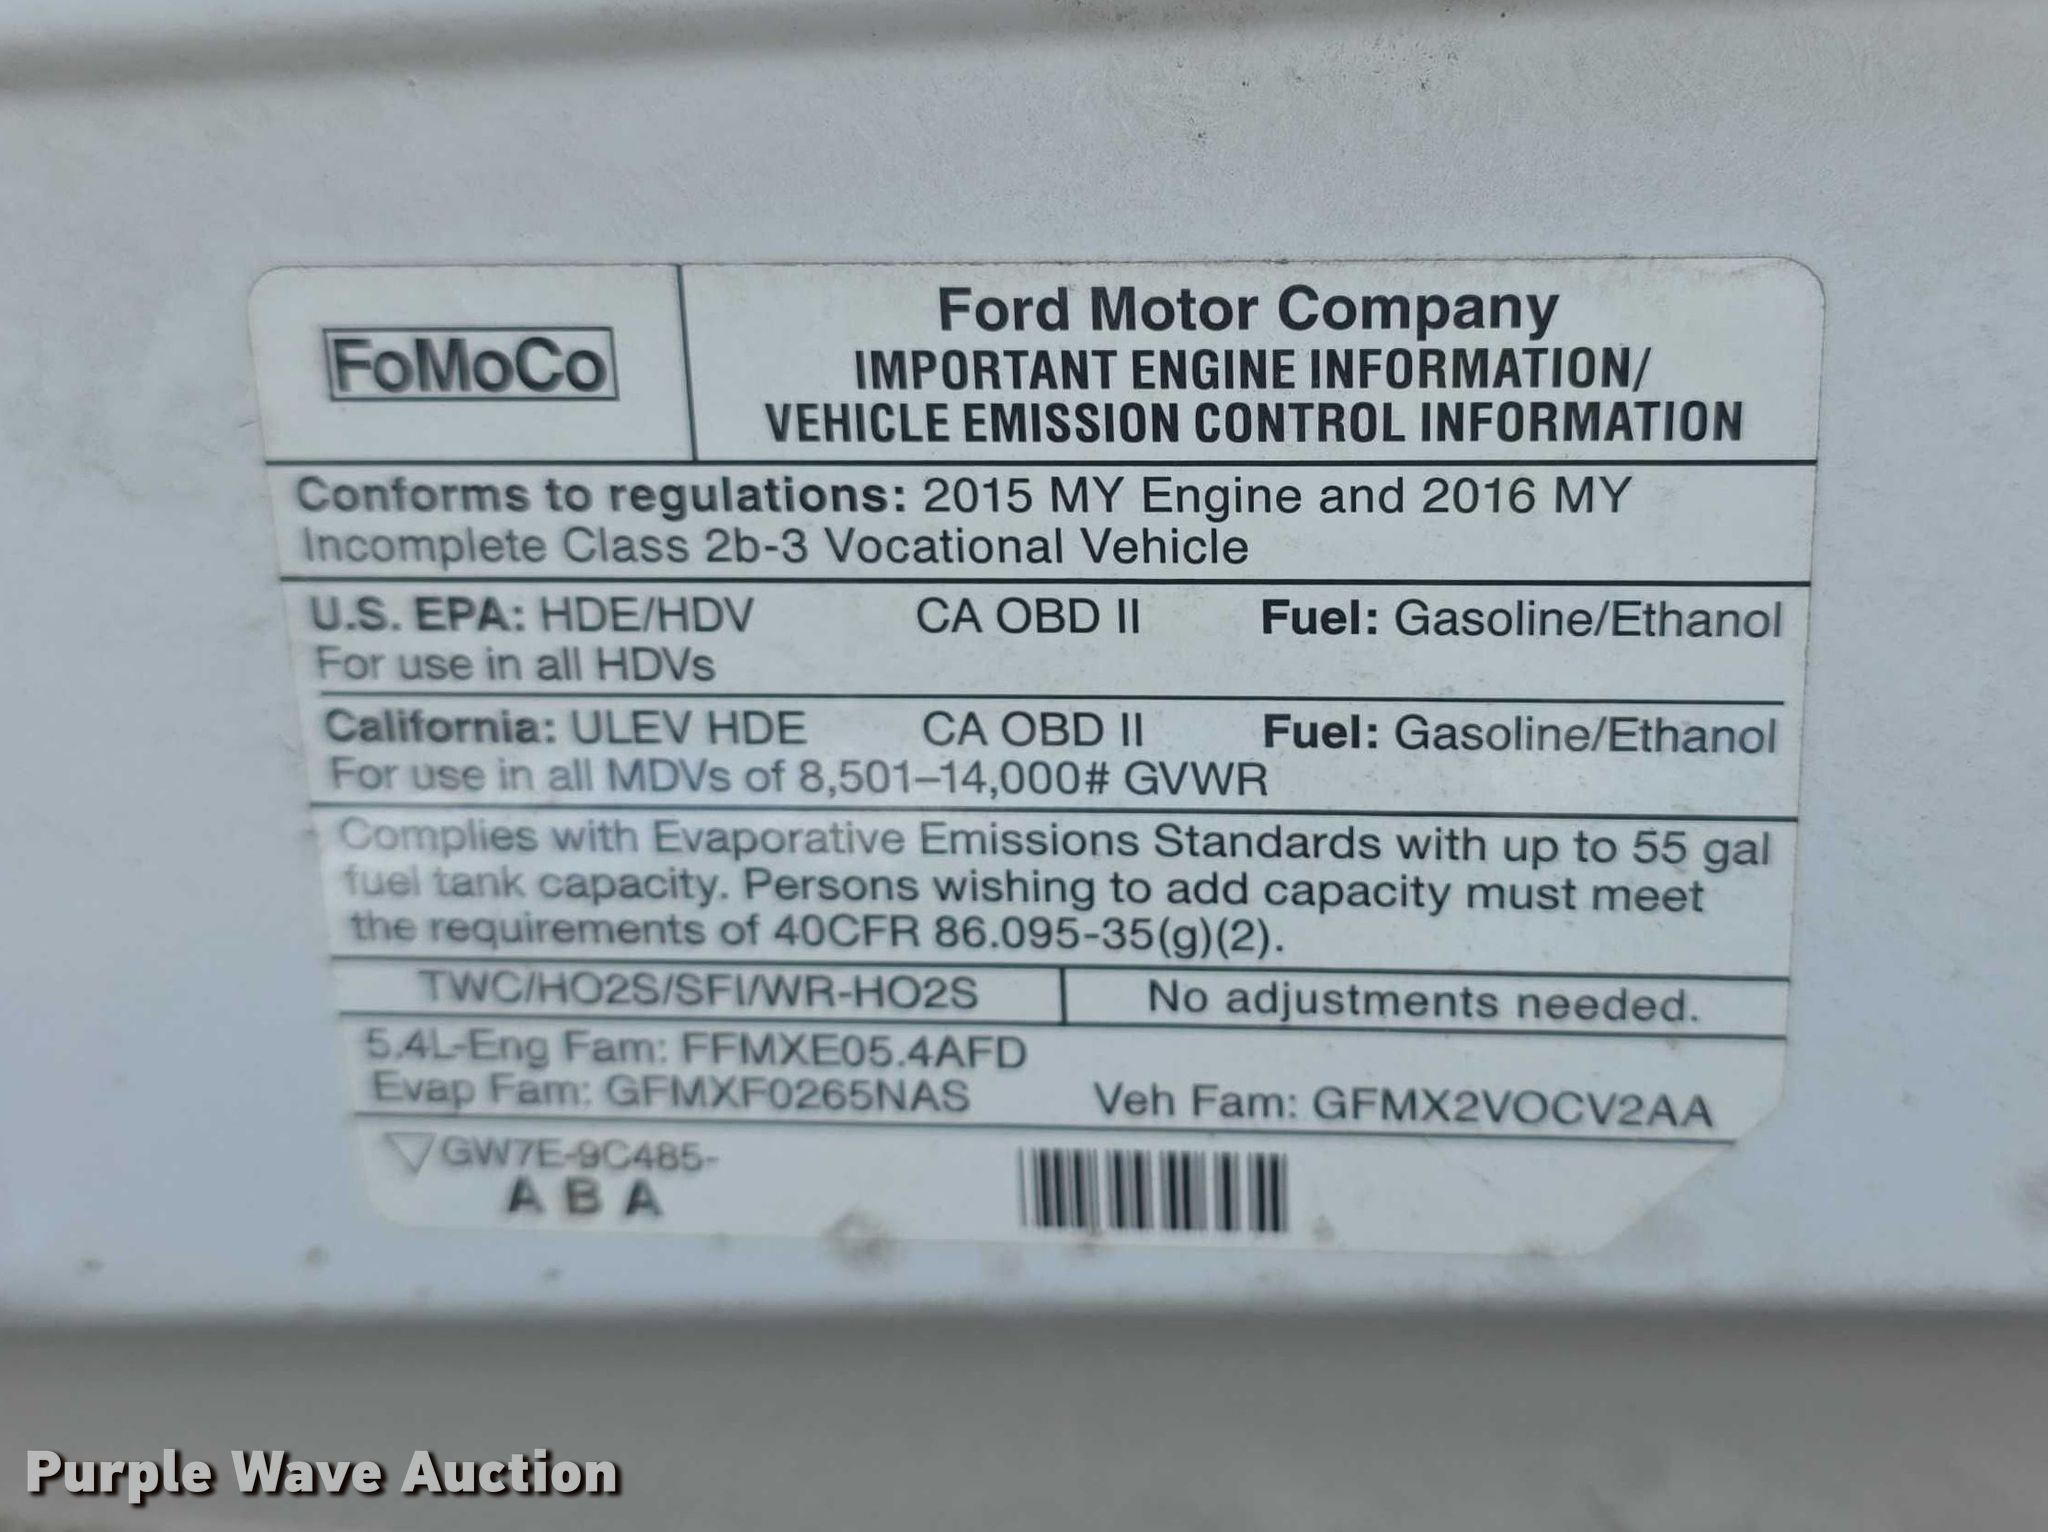 FoMoCo
Ford Motor Company
IMPORTANT ENGINE INFORMATION/
VEHICLE EMISSION CONTROL INFORMATION
Conforms to regulations: 2015 MY Engine and 2016 MY
Incomplete Class 2b-3 Vocational Vehicle
U.S. EPA: HDE/HDV CA OBD II Fuel: Gasoline/Ethanol
For use in all HDVs
California: ULEV HDE CA OBD II Fuel: Gasoline/Ethanol
For use in all MDVs of 8,501–14,000# GVWR
Complies with Evaporative Emissions Standards with up to 55 gal
fuel tank capacity. Persons wishing to add capacity must meet
the requirements of 40CFR 86.095-35(g)(2).
TWC/HO2S/SFI/WR-HO2S No adjustments needed.
5.4L-Eng Fam: FFMXE05.4AFD
Evap Fam: GFMXF0265NAS Veh Fam: GFMX2VOCV2AA
GW7E-9C485-
A B A
Purple Wave Auction